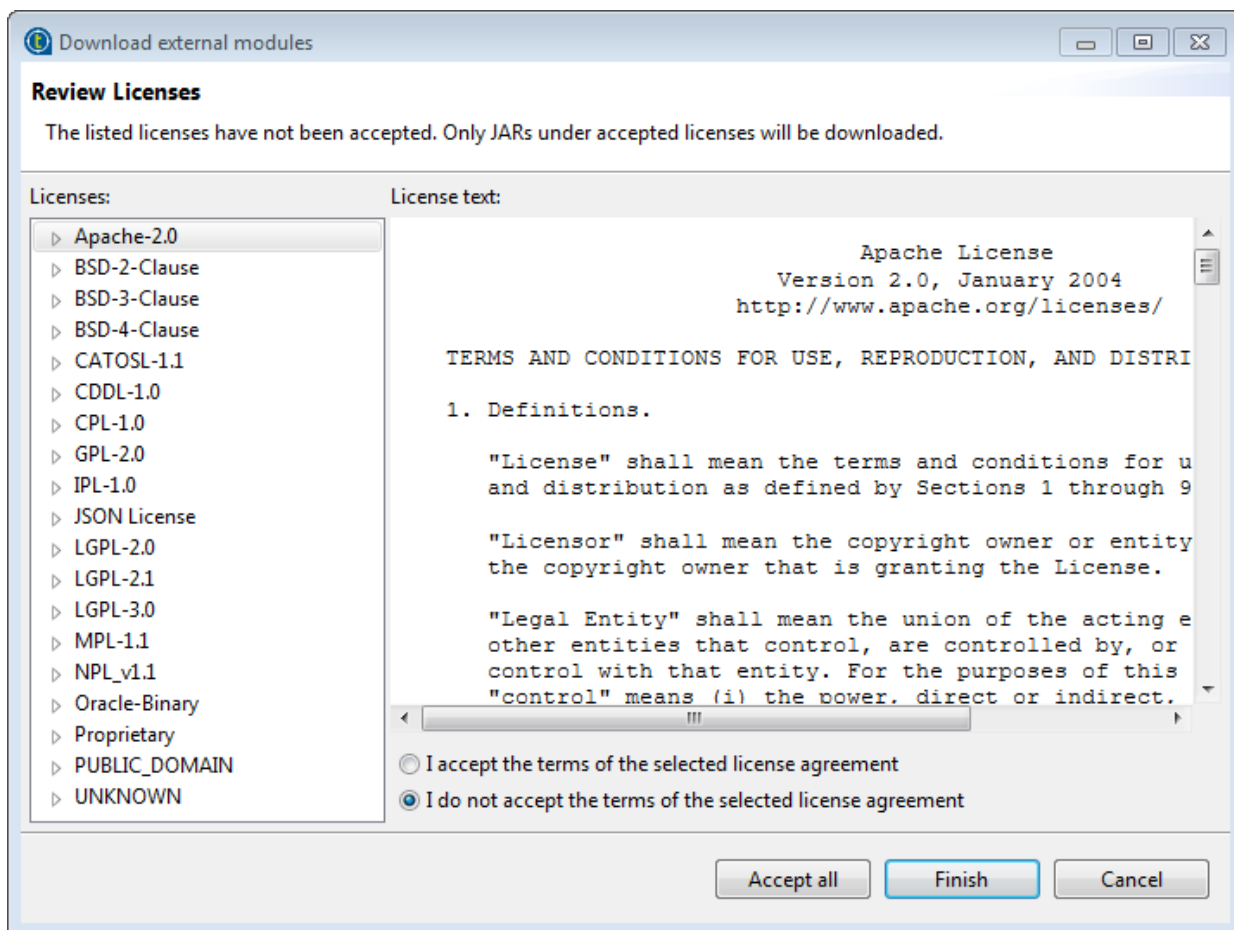 Download external modules
Review Licenses
The listed licenses have not been accepted. Only JARs under accepted licenses will be downloaded.
Licenses:
Apache-2.0
BSD-2-Clause
BSD-3-Clause
BSD-4-Clause
CATOSL-1.1
CDDL-1.0
CPL-1.0
GPL-2.0
IPL-1.0
JSON License
LGPL-2.0
LGPL-2.1
LGPL-3.0
MPL-1.1
NPL_v1.1
Oracle-Binary
Proprietary
PUBLIC_DOMAIN
UNKNOWN
License text:
Apache License
Version 2.0, January 2004
http://www.apache.org/licenses/
TERMS AND CONDITIONS FOR USE, REPRODUCTION, AND DISTRI
1. Definitions.
"License" shall mean the terms and conditions for u
and distribution as defined by Sections 1 through 9
"Licensor" shall mean the copyright owner or entity
the copyright owner that is granting the License.
"Legal Entity" shall mean the union of the acting e
other entities that control, are controlled by, or
control with that entity. For the purposes of this
"control" means (i) the power, direct or indirect,
I accept the terms of the selected license agreement
I do not accept the terms of the selected license agreement
Accept all
Finish
Cancel